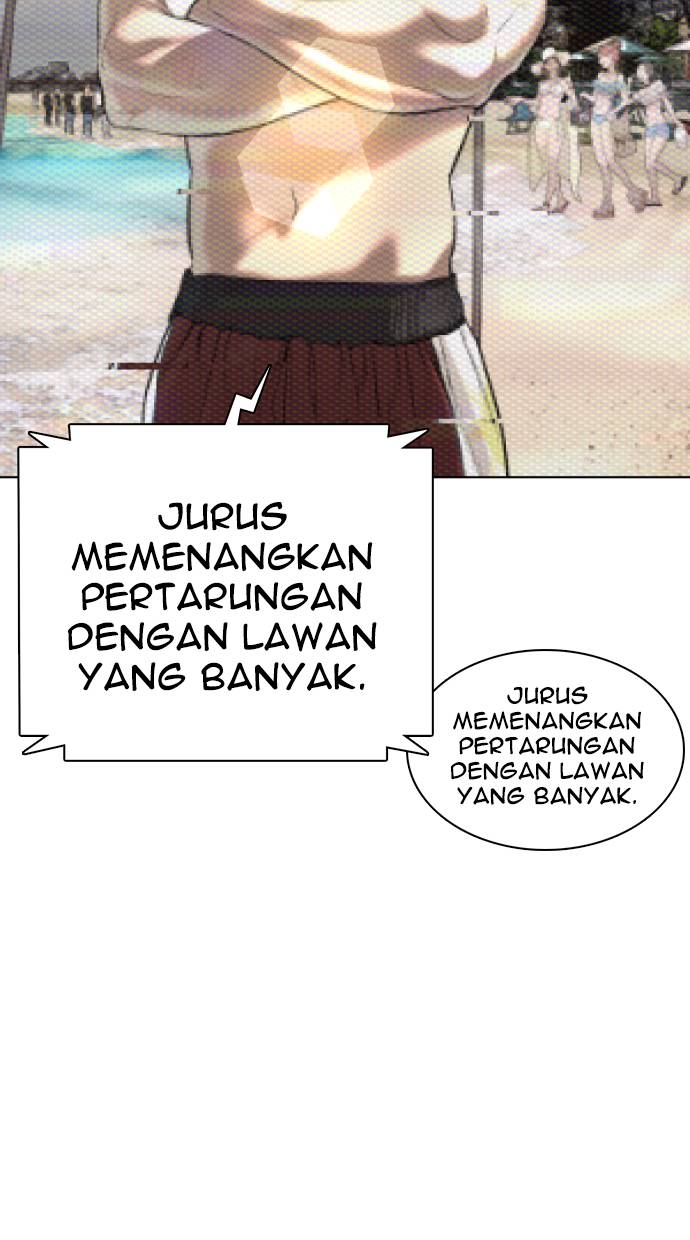 JURUS
MEMENANGKAN
PERTARUNGAN
DENGAN LAWAN
YANG BANYAK.
JURUS
MEMENANGKAN
PERTARUNGAN
DENGAN LAWAN
YANG BANYAK.